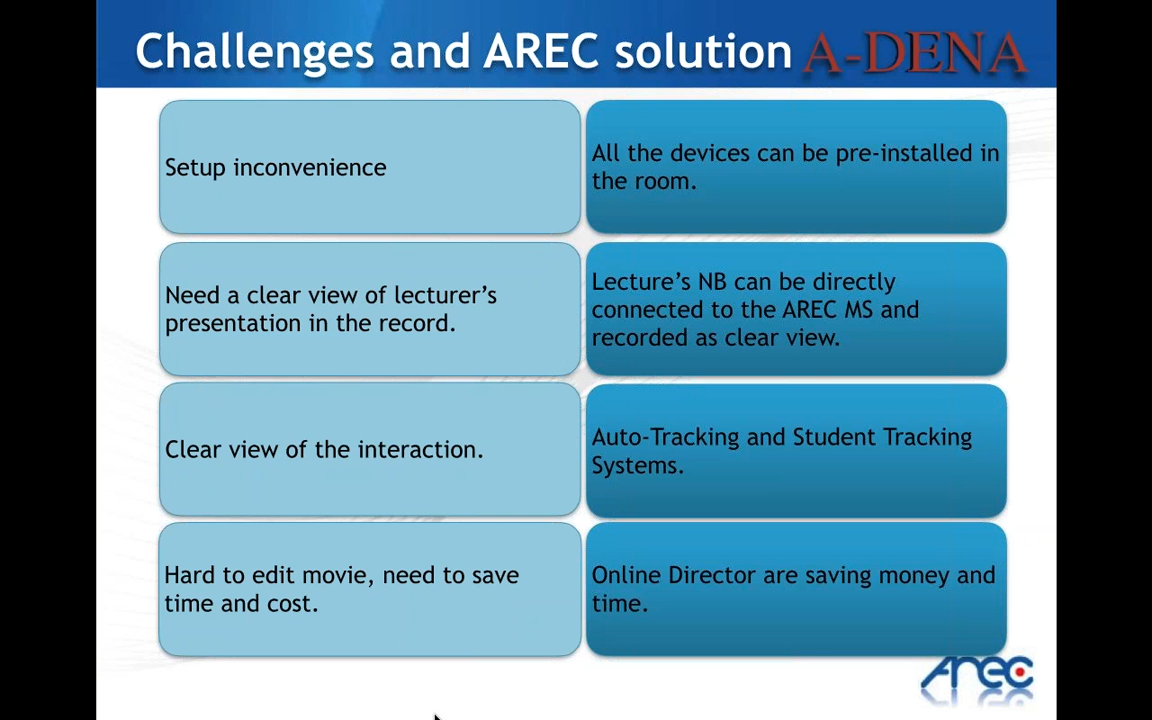 Challenges and AREC solution A-DENA
Setup inconvenience
All the devices can be pre-installed in
the room.
Need a clear view of lecturer’s
presentation in the record.
Lecture’s NB can be directly
connected to the AREC MS and
recorded as clear view.
Clear view of the interaction.
Auto-Tracking and Student Tracking
Systems.
Hard to edit movie, need to save
time and cost.
Online Director are saving money and
time.
Arec